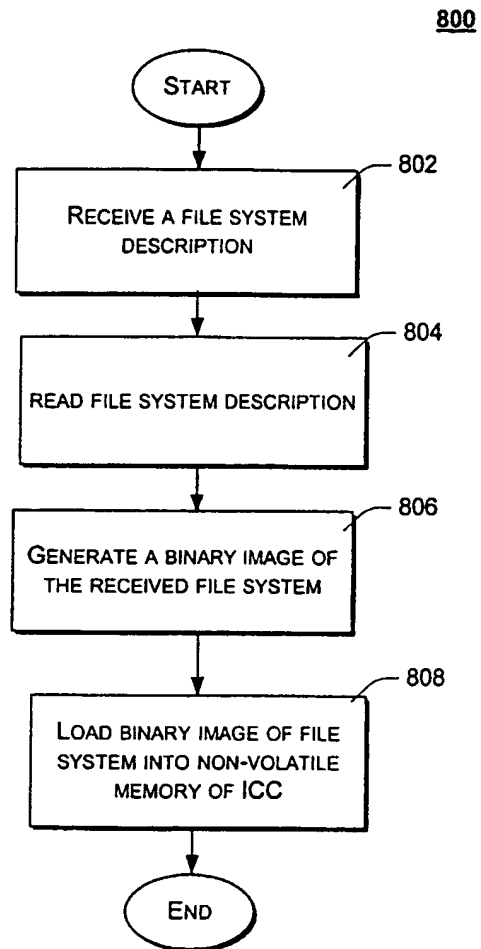 800
START
802
RECEIVE A FILE SYSTEM
DESCRIPTION
804
READ FILE SYSTEM DESCRIPTION
806
GENERATE A BINARY IMAGE OF
THE RECEIVED FILE SYSTEM
808
LOAD BINARY IMAGE OF FILE
SYSTEM INTO NON-VOLATILE
MEMORY OF ICC
END